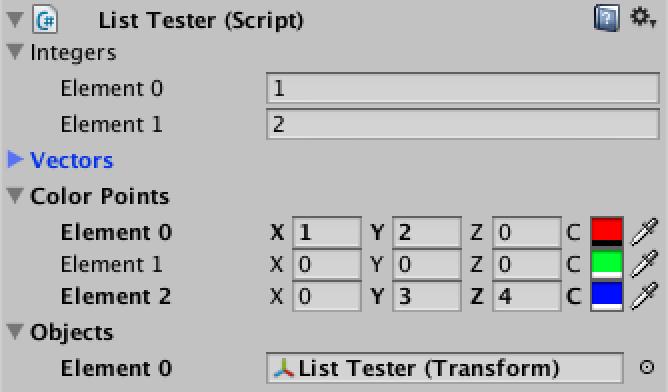 List Tester (Script)
Integers
Element 0 1
Element 1 2
Vectors
Color Points
Element 0 X 1 Y 2 Z 0 C
Element 1 X 0 Y 0 Z 0 C
Element 2 X 0 Y 3 Z 4 C
Objects
Element 0 List Tester (Transform)